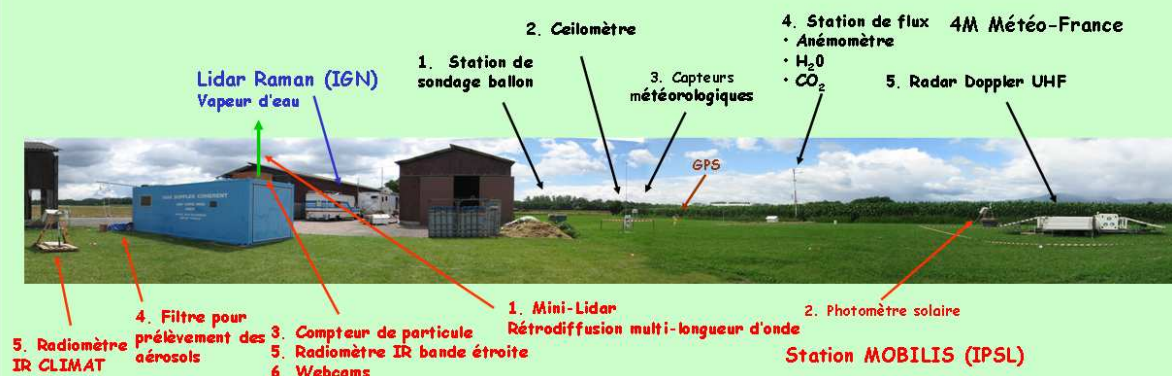 2. Ceilomètre
4. Station de flux
• Anémomètre
• H₂0
• CO₂
4M Météo-France
1. Station de
sondage ballon
3. Capteurs
météorologiques
5. Radar Doppler UHF
Lidar Raman (IGN)
Vapeur d'eau
GPS
5. Radiomètre
IR CLIMAT
4. Filtre pour
prélèvement des
aérosols
3. Compteur de particule
5. Radiomètre IR bande étroite
6. Webcams
1. Mini-Lidar
Rétrodiffusion multi-longueur d'onde
2. Photomètre solaire
Station MOBILIS (IPSL)